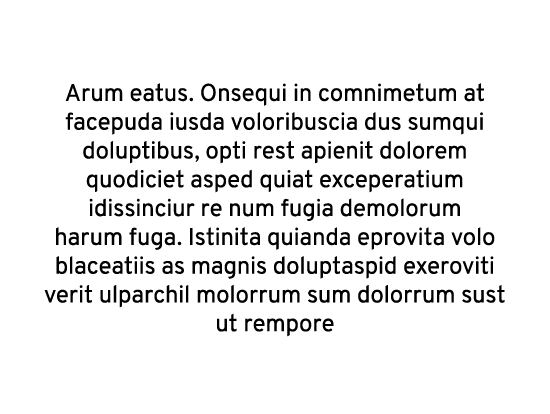 Arum eatus. Onsequi in comnimetum at
facepuda iusda voloribuscia dus sumqui
doluptibus, opti rest apienit dolorem
quodiciet asped quiat exceperatium
idissinciur re num fugia demolorum
harum fuga. Istinita quianda eprovita volo
blaceatiis as magnis doluptaspid exeroviti
verit ulparchil molorrum sum dolorrum sust
ut rempore